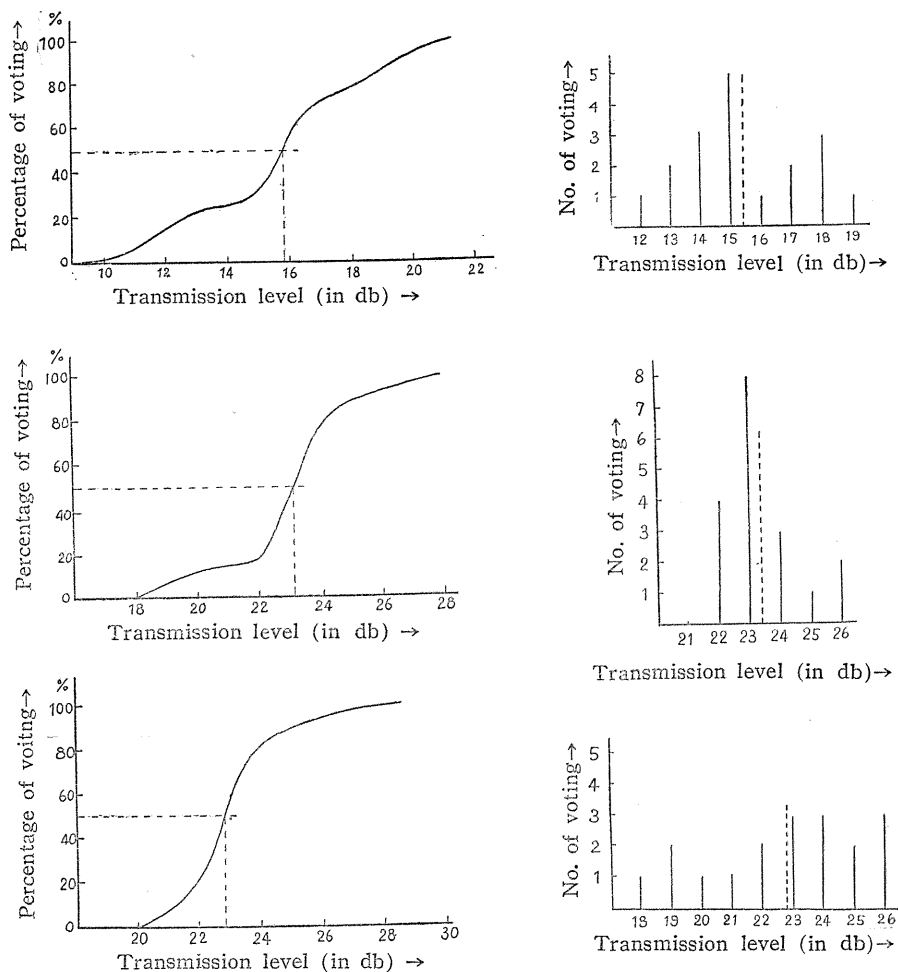 %
100
80
60
40
20
0
Percentage of voting→
10 12 14 16 18 20 22
Transmission level (in db) →
5
3
2
1
No. of voting→
12 13 14 15 16 17 18 19
Transmission level (in db)→
%
100
80
60
40
20
0
Percentage of voting→
18 20 22 24 26 28
Transmission level (in db) →
8
7
6
5
4
3
2
1
No. of voting→
21 22 23 24 25 26
Transmission level (in db)→
%
100
80
60
40
20
0
Percentage of voitng→
20 22 24 26 28 30
Transmission level (in db) →
5
4
3
2
1
No. of voting→
19 20 21 22 23 24 25 26
Transmission level (in db)→